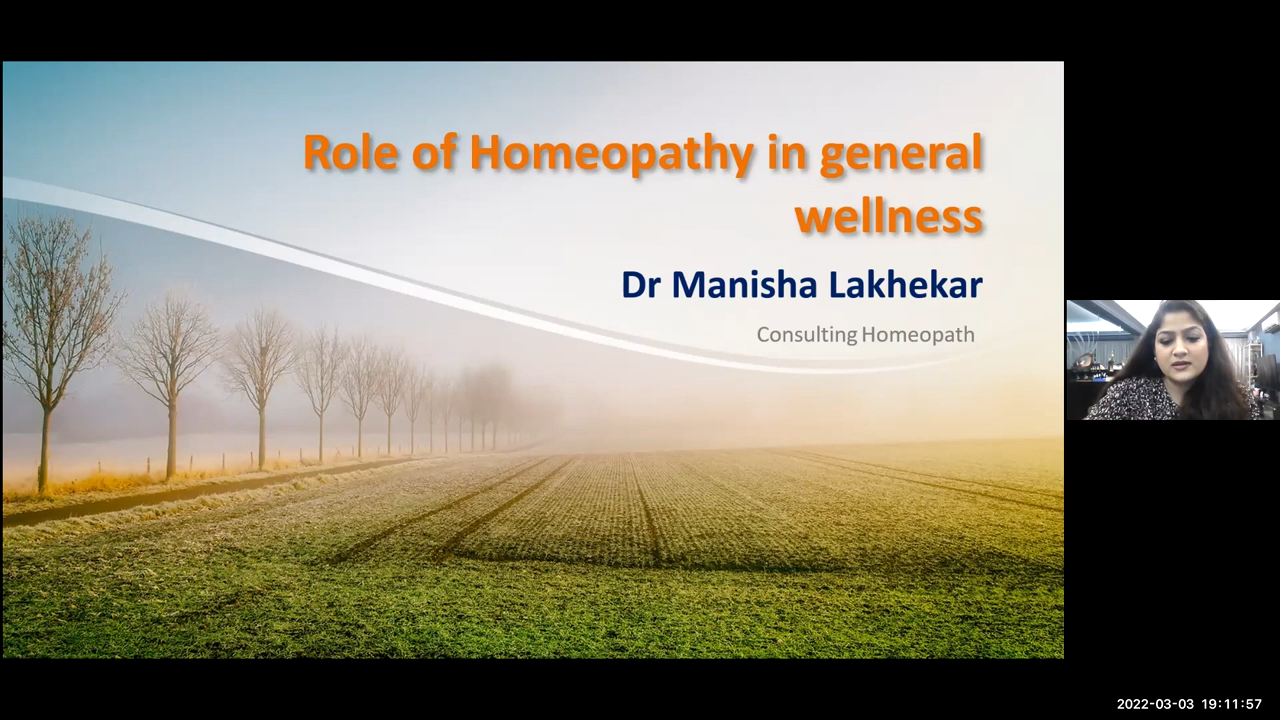 Role of Homeopathy in general
wellness
Dr Manisha Lakhekar
Consulting Homeopath
2022-03-03 19:11:57